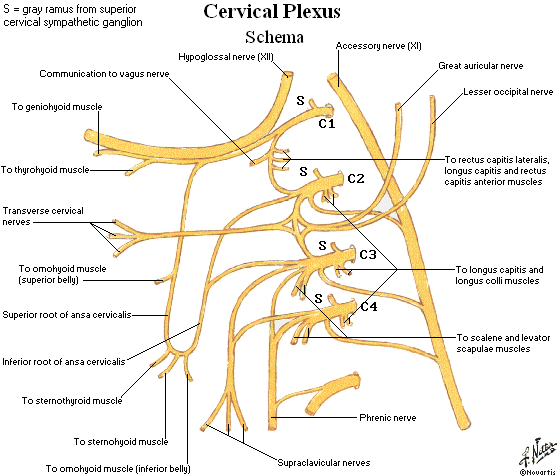 S = gray ramus from superior
cervical sympathetic ganglion
Cervical Plexus
Schema
Hypoglossal nerve (XII)
Accessory nerve (XI)
Communication to vagus nerve
Great auricular nerve
Lesser occipital nerve
To geniohyoid muscle
S
C1
To thyrohyoid muscle
To rectus capitis lateralis,
longus capitis and rectus
capitis anterior muscles
S
C2
Transverse cervical
nerves
S
C3
To omohyoid muscle
(superior belly)
To longus capitis and
longus colli muscles
S
C4
Superior root of ansa cervicalis
To scalene and levator
scapulae muscles
Inferior root of ansa cervicalis
To sternothyroid muscle
Phrenic nerve
To sternohyoid muscle
Supraclavicular nerves
To omohyoid muscle (inferior belly)
f. Netter
©Novartis